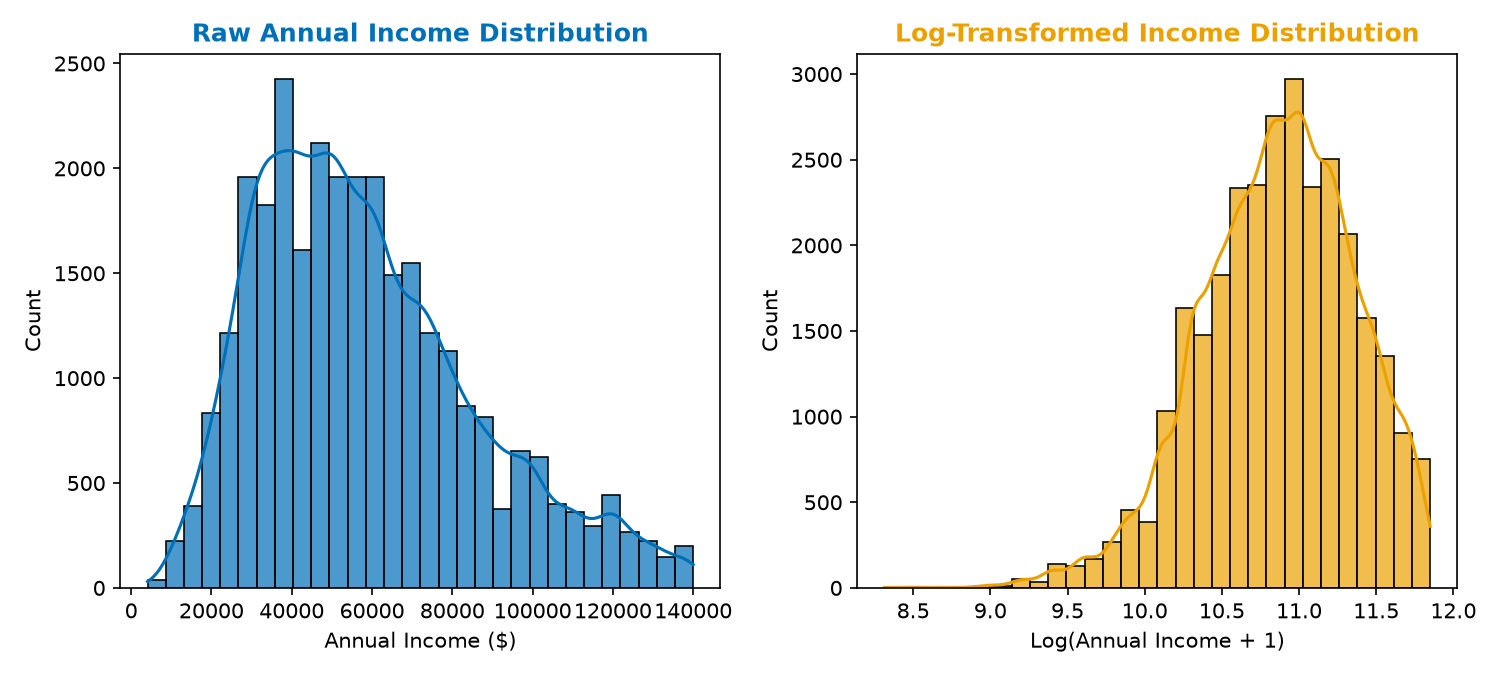 Raw Annual Income Distribution
2500
2000
1500
1000
500
0
Count
0 20000 40000 60000 80000 100000 120000 140000
Annual Income ($)
Log-Transformed Income Distribution
3000
2500
2000
1500
1000
500
0
Count
8.5 9.0 9.5 10.0 10.5 11.0 11.5 12.0
Log(Annual Income + 1)